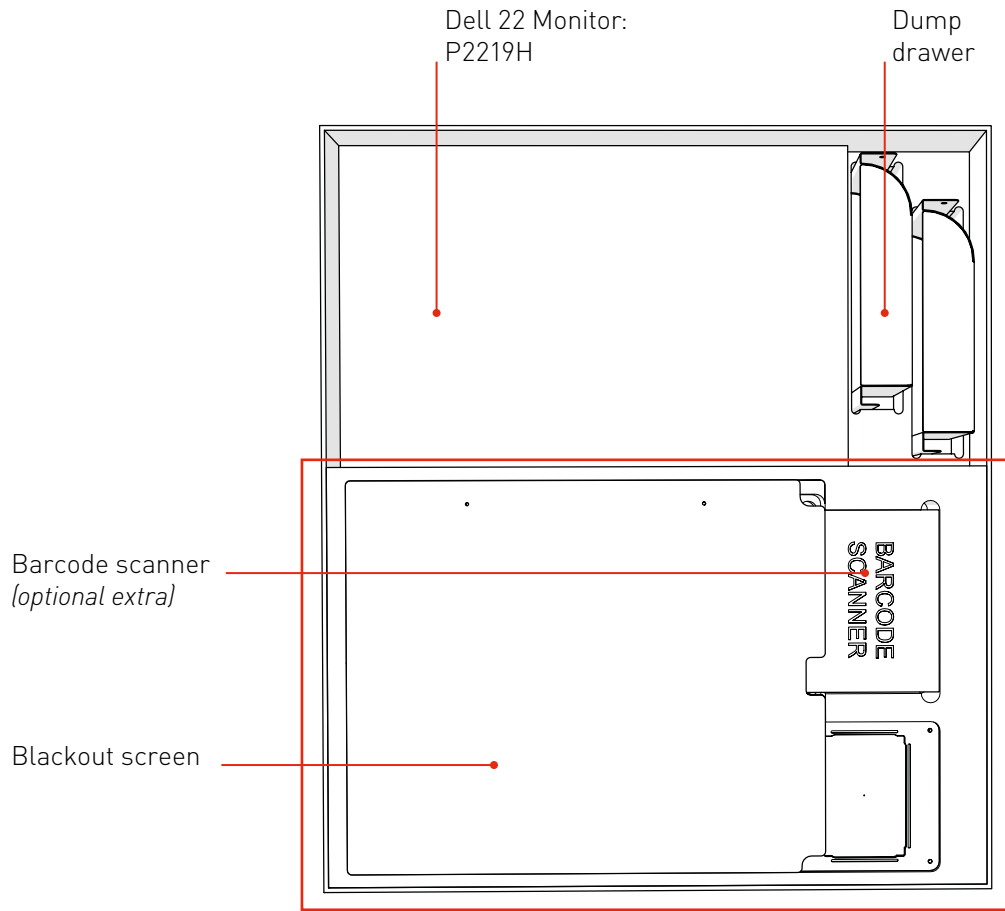 Dell 22 Monitor:
P2219H
Dump
drawer
Barcode scanner
(optional extra)
BARCODE
SCANNER
Blackout screen